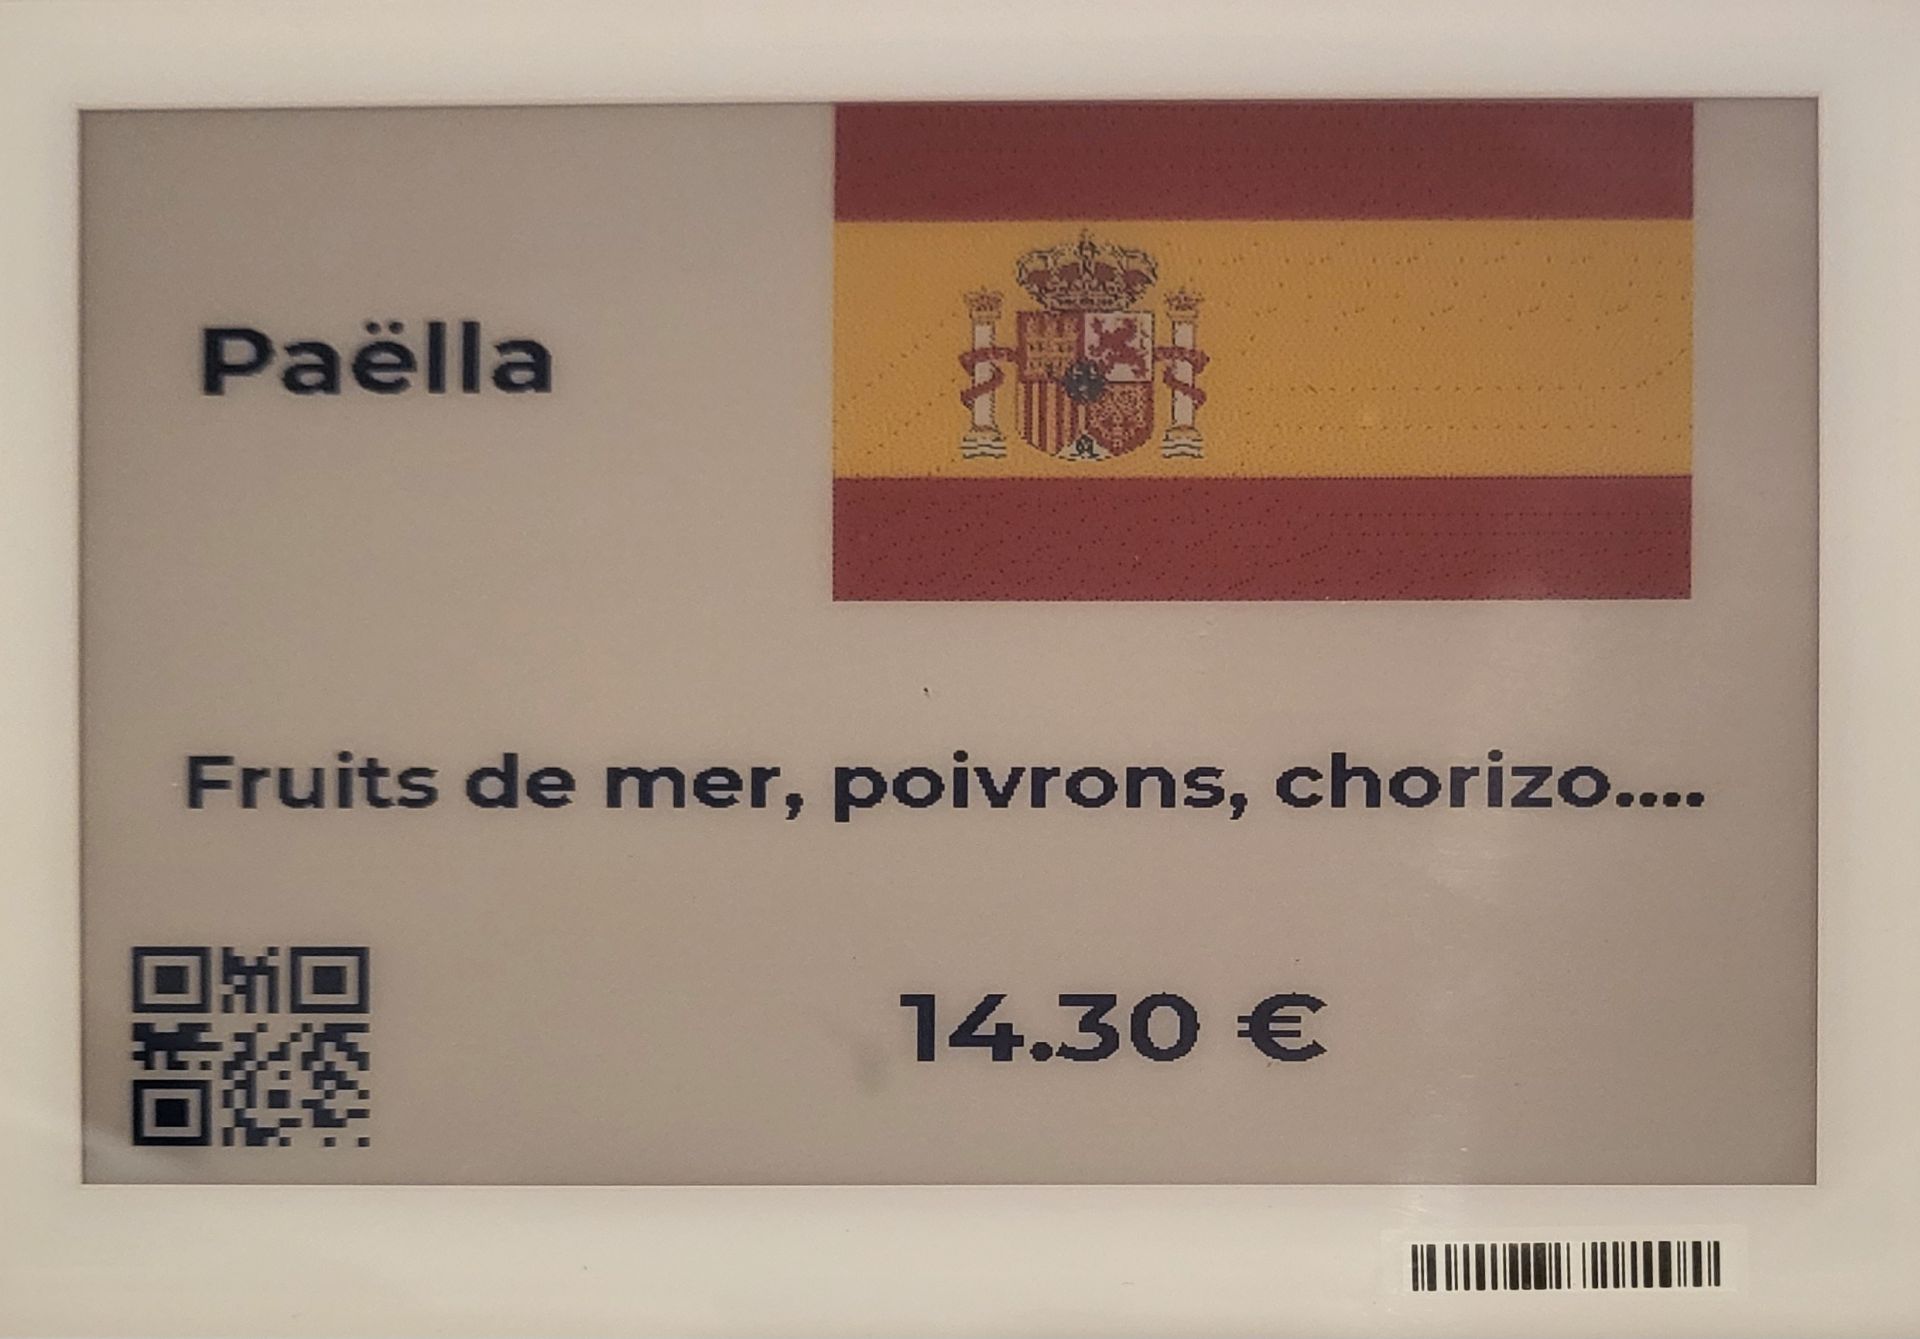 Paëlla
Fruits de mer, poivrons, chorizo....
14.30 €